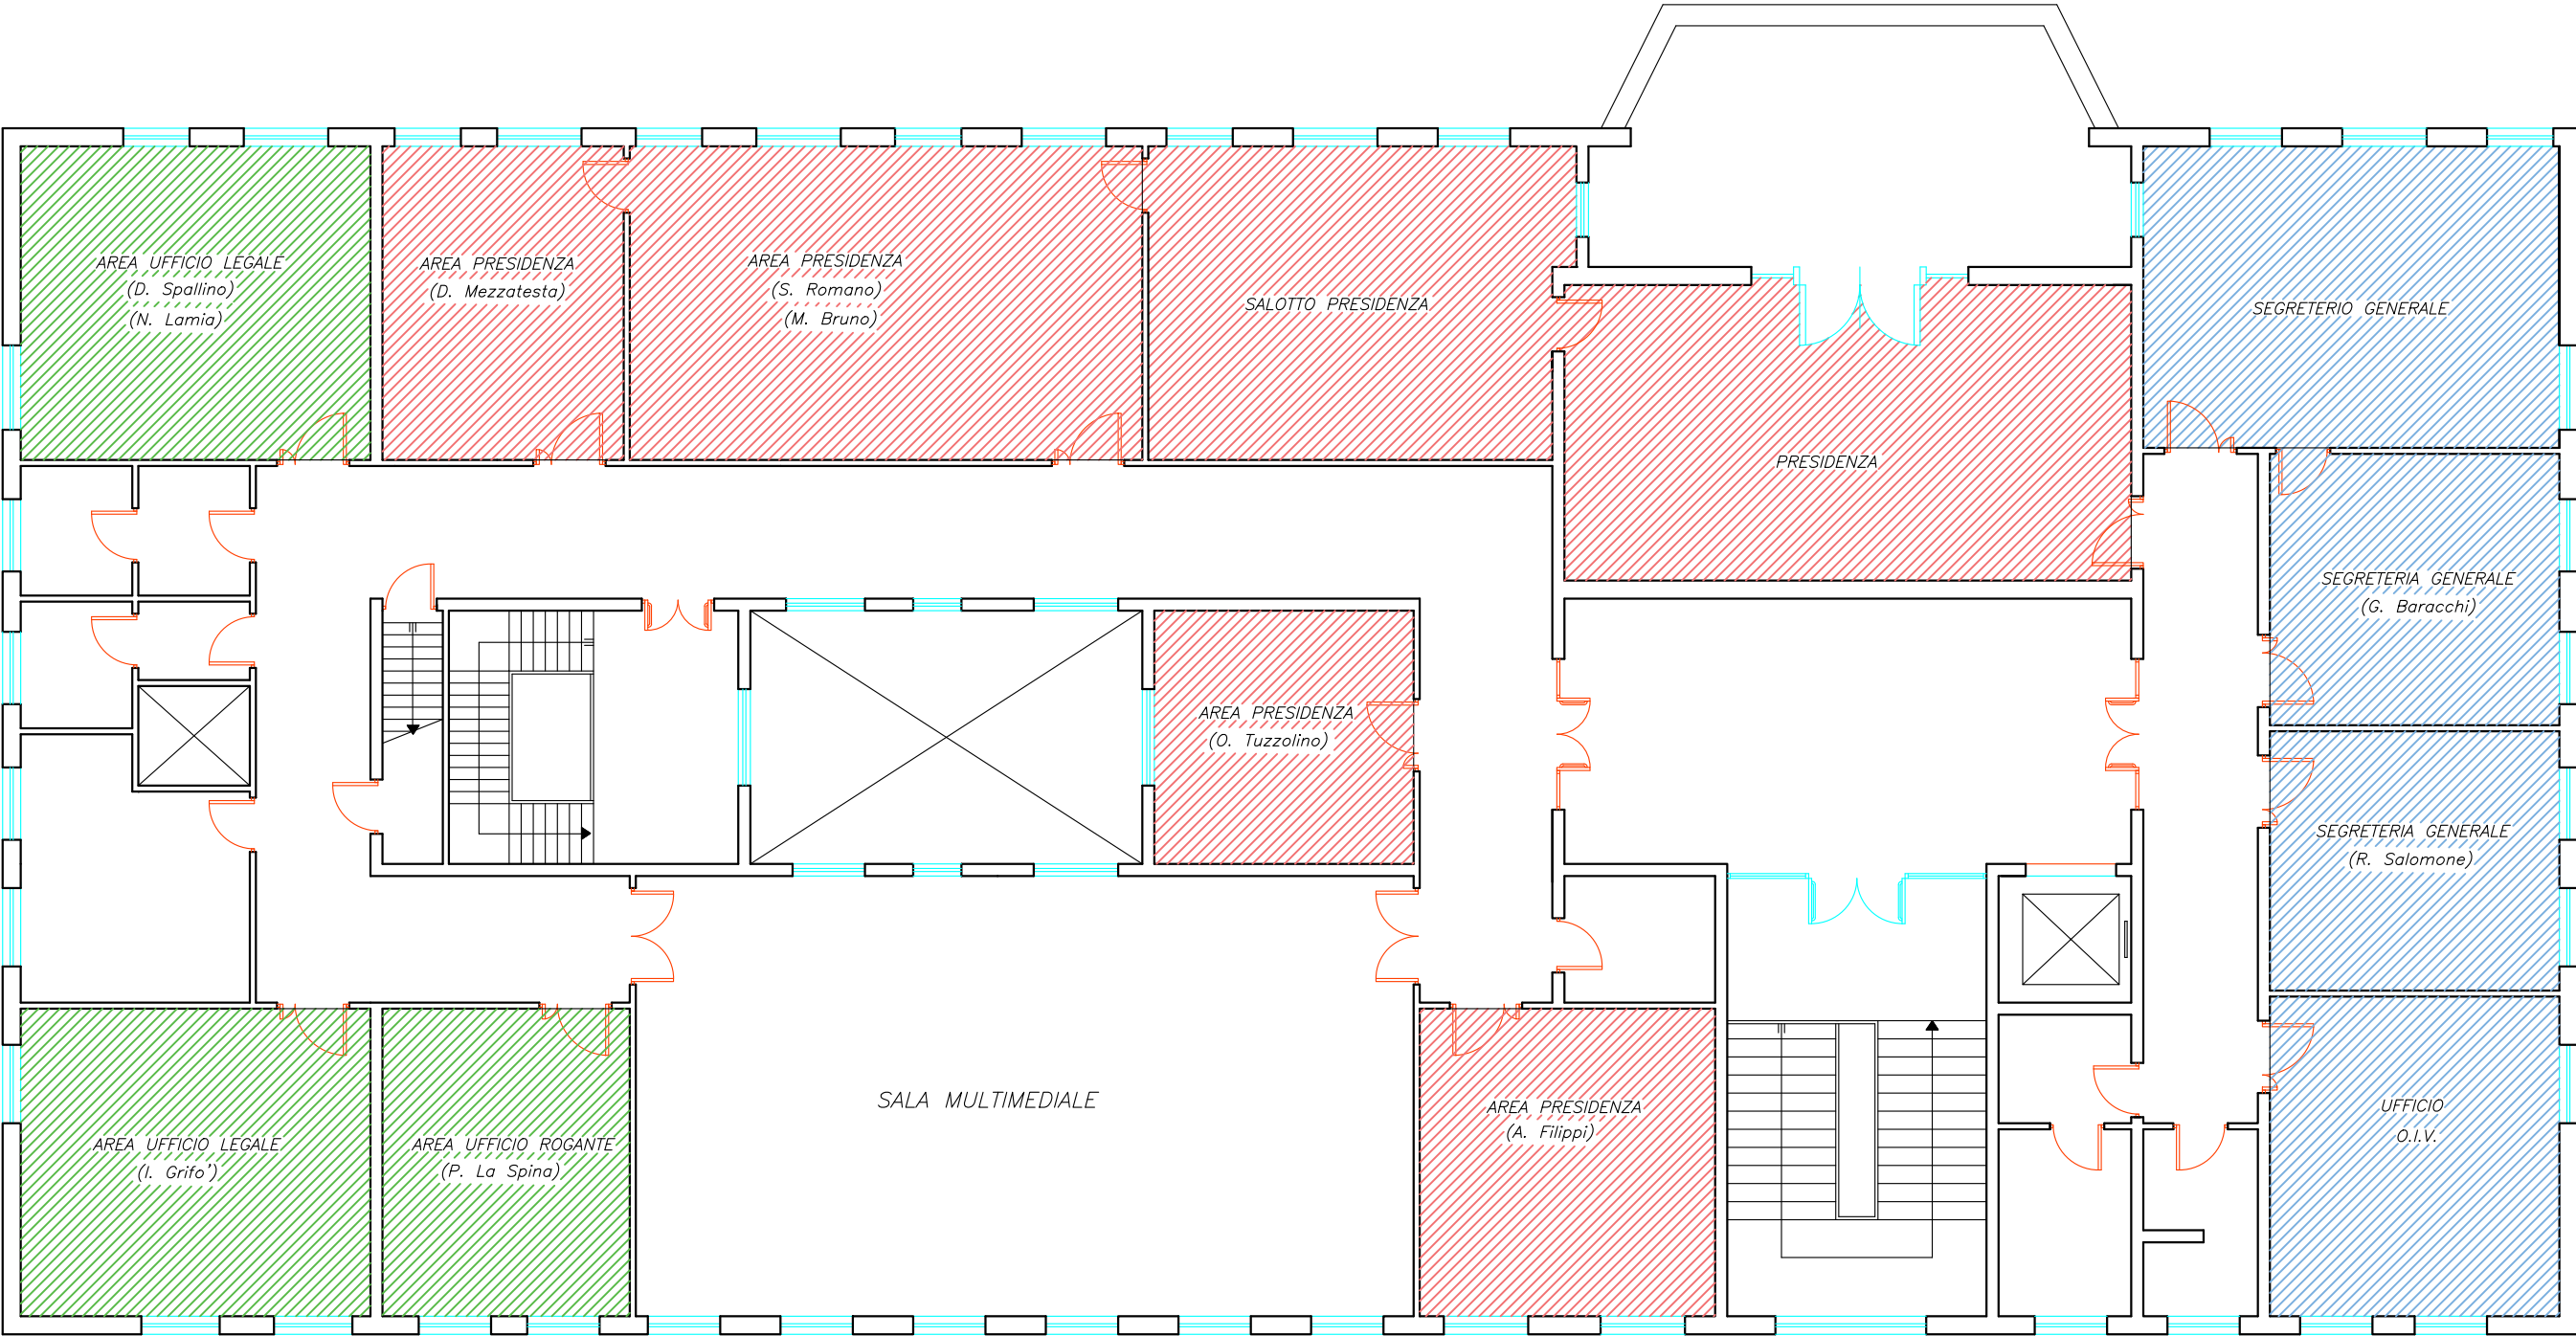 AREA UFFICIO LEGALE
(D. Spallino)
(N. Lamia)
AREA PRESIDENZA
(D. Mezzatesta)
AREA PRESIDENZA
(S. Romano)
(M. Bruno)
SALOTTO PRESIDENZA
PRESIDENZA
SEGRETERIO GENERALE
SEGRETERIA GENERALE
(G. Baracchi)
AREA PRESIDENZA
(O. Tuzzolino)
SEGRETERIA GENERALE
(R. Salomone)
AREA UFFICIO LEGALE
(I. Grifo')
AREA UFFICIO ROGANTE
(P. La Spina)
SALA MULTIMEDIALE
AREA PRESIDENZA
(A. Filippi)
UFFICIO
O.I.V.